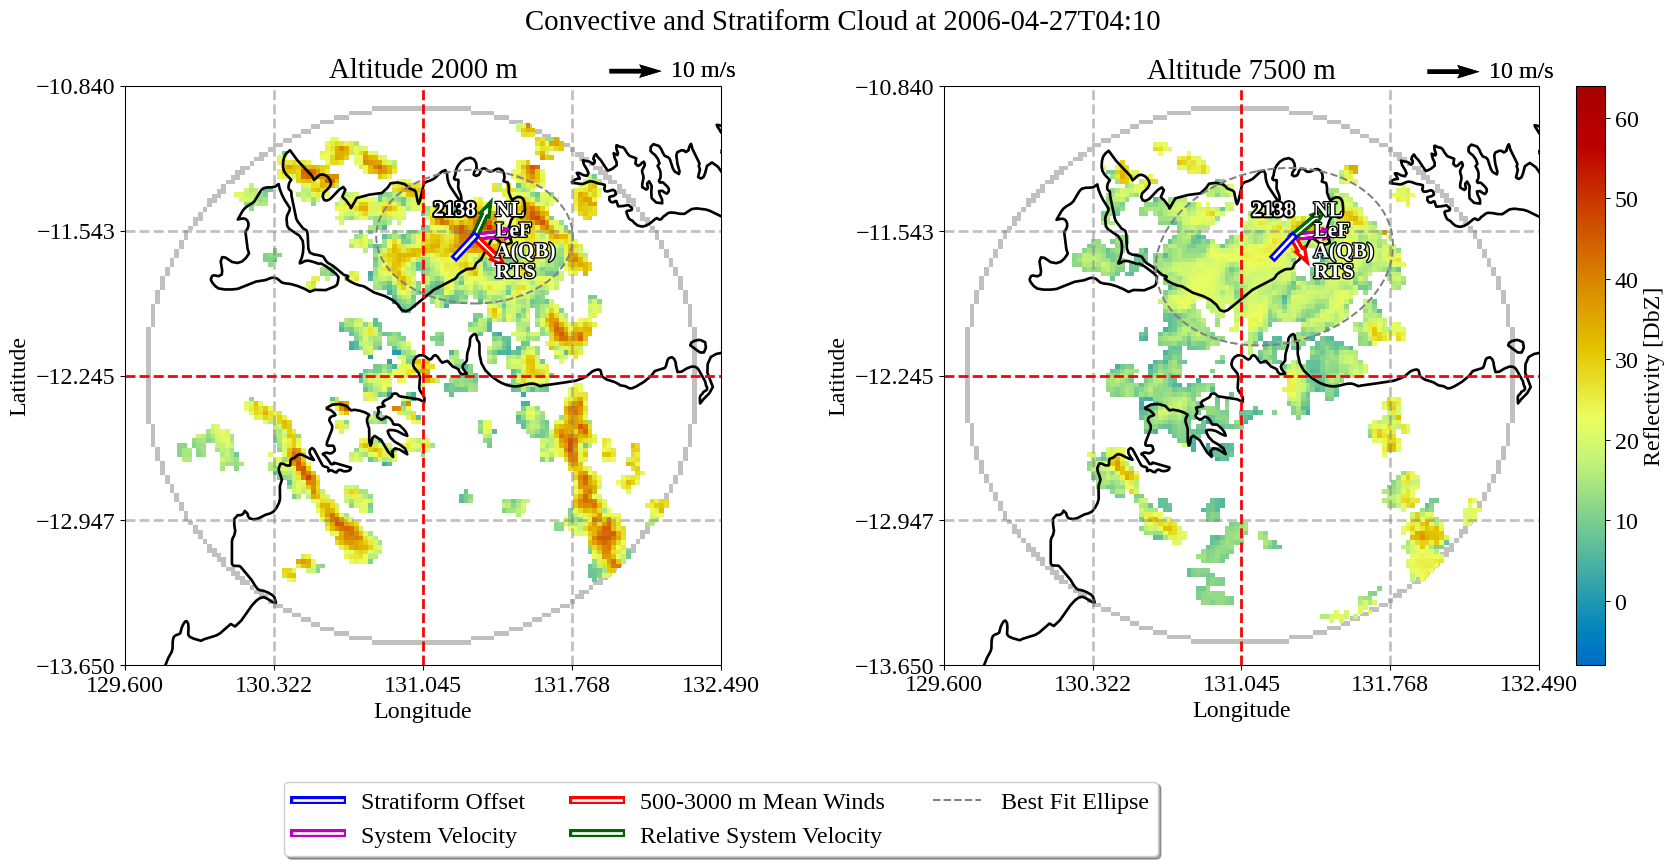 Convective and Stratiform Cloud at 2006-04-27T04:10
Altitude 2000 m
10 m/s
Altitude 7500 m
10 m/s
−10.840
−11.543
−12.245
−12.947
−13.650
129.600
130.322
131.045
131.768
132.490
Longitude
Latitude
2138
NL
LeF
A(QB)
RTS
−10.840
−11.543
−12.245
−12.947
−13.650
129.600
130.322
131.045
131.768
132.490
Longitude
Latitude
2138
NL
LeF
A(QB)
RTS
60
50
40
30
20
10
0
Reflectivity [DbZ]
Stratiform Offset
System Velocity
500-3000 m Mean Winds
Relative System Velocity
Best Fit Ellipse